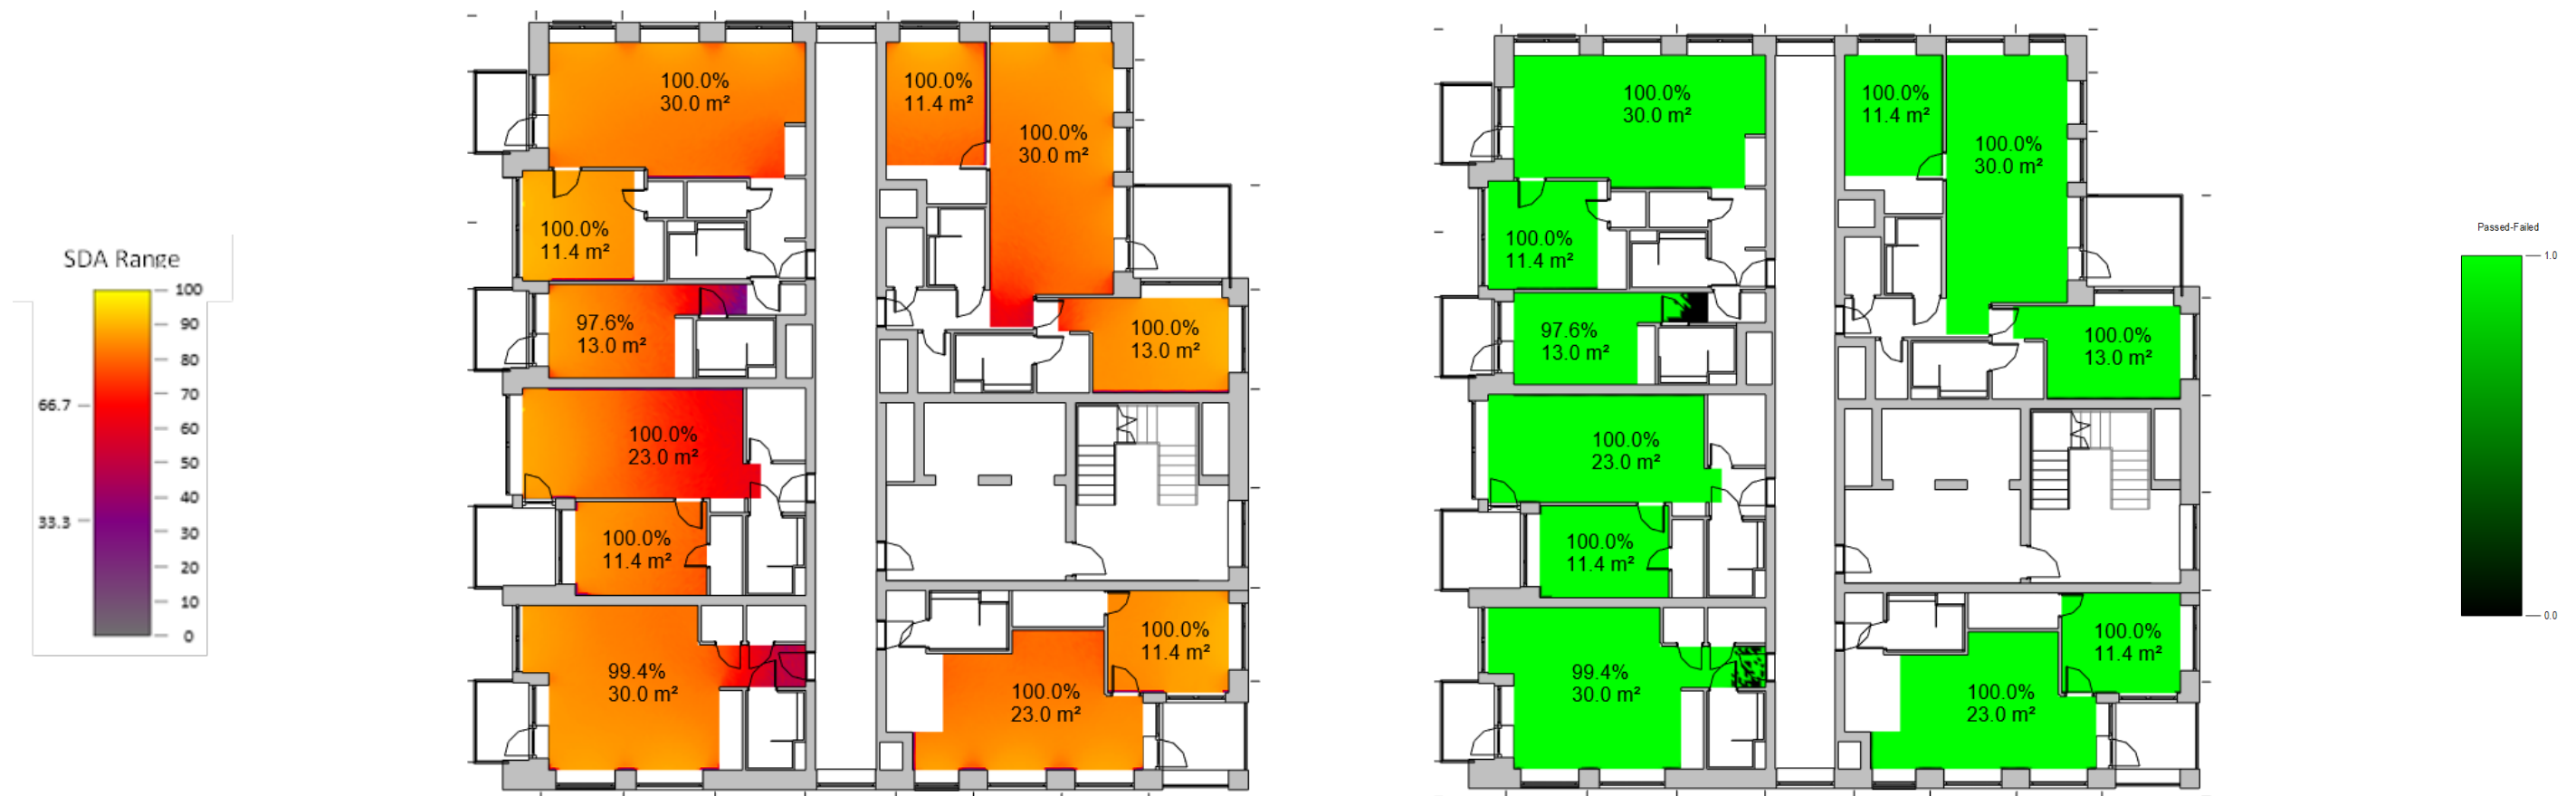 SDA Range
100
90
80
70
66.7
60
50
40
33.3
30
20
10
0
100.0%
30.0 m²
100.0%
11.4 m²
100.0%
30.0 m²
100.0%
11.4 m²
97.6%
13.0 m²
100.0%
13.0 m²
100.0%
23.0 m²
100.0%
11.4 m²
99.4%
30.0 m²
100.0%
11.4 m²
100.0%
23.0 m²
100.0%
30.0 m²
100.0%
11.4 m²
100.0%
30.0 m²
100.0%
11.4 m²
97.6%
13.0 m²
100.0%
13.0 m²
100.0%
23.0 m²
100.0%
11.4 m²
99.4%
30.0 m²
100.0%
11.4 m²
100.0%
23.0 m²
Passed-Failed
1.0
0.0